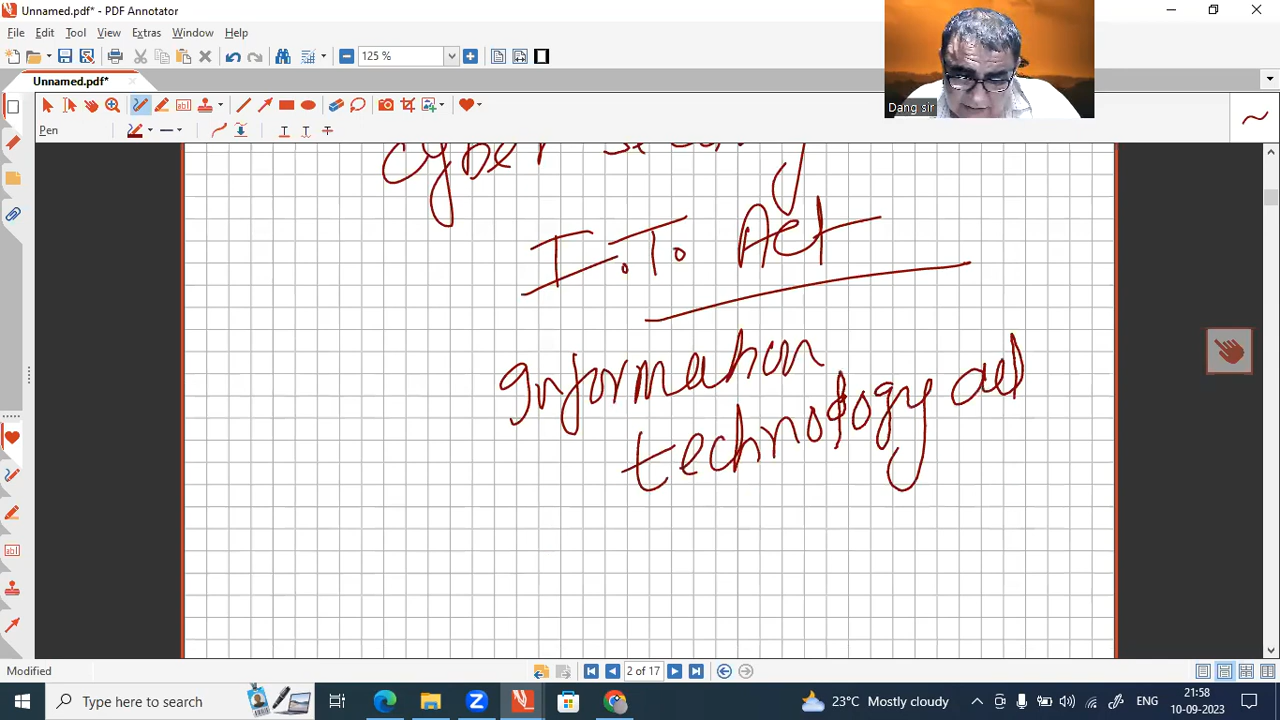 Unnamed.pdf* - PDF Annotator
File Edit Tool View Extras Window Help
125 %
Unnamed.pdf*
Pen
Dang sir
Cyber
I.T. Act
Information
technology act
Modified
2 of 17
Type here to search
23°C Mostly cloudy
ENG
21:58
10-09-2023